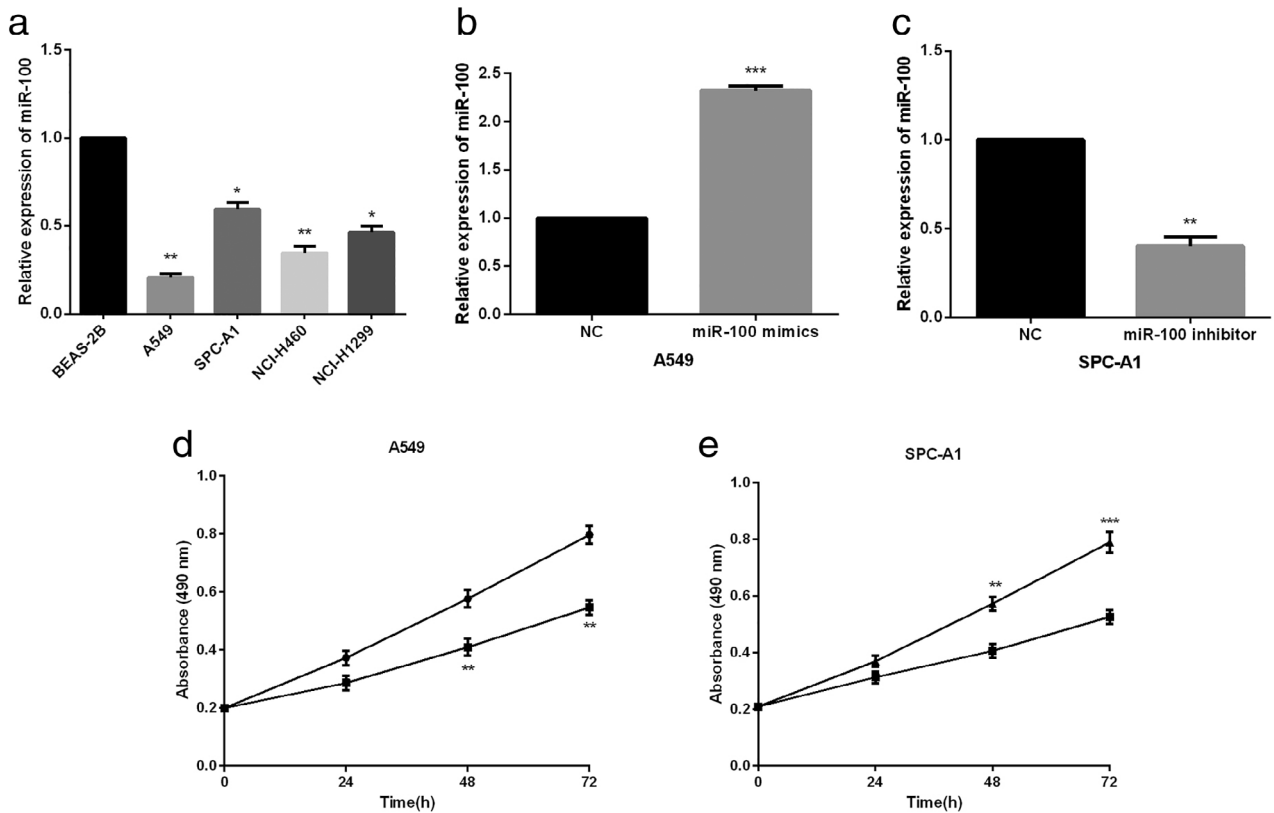 a
Relative expression of miR-100
1.5
1.0
0.5
0.0
**
*
**
*
BEAS-2B
A549
SPC-A1
NCI-H460
NCI-H1299
b
Relative expression of miR-100
2.5
2.0
1.5
1.0
0.5
0.0
***
NC
miR-100 mimics
A549
c
Relative expression of miR-100
1.5
1.0
0.5
0.0
**
NC
miR-100 inhibitor
SPC-A1
d
A549
Absorbance (490 nm)
1.0
0.8
0.6
0.4
0.2
0.0
**
**
0
24
48
72
Time(h)
e
SPC-A1
Absorbance (490 nm)
1.0
0.8
0.6
0.4
0.2
0.0
**
***
0
24
48
72
Time(h)